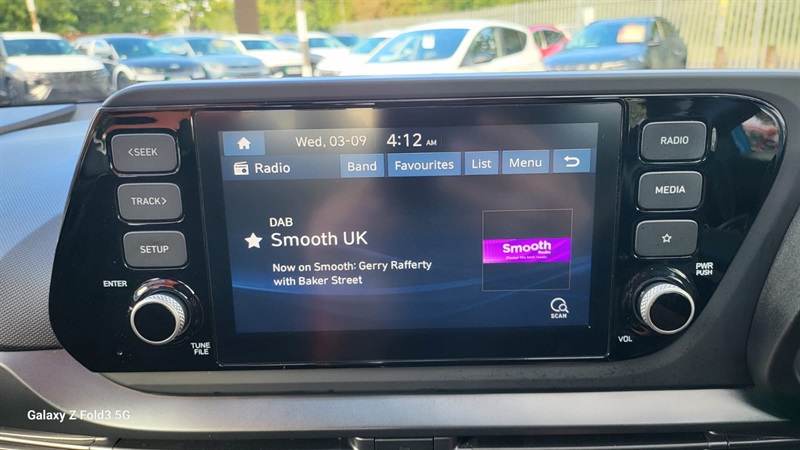 <SEEK
TRACK>
SETUP
ENTER
TUNE
FILE
Wed, 03-09 4:12 AM
Radio Band Favourites List Menu
DAB
Smooth UK
Now on Smooth: Gerry Rafferty
with Baker Street
Smooth
Radio
SCAN
RADIO
MEDIA
PWR
PUSH
VOL
Galaxy Z Fold3 5G